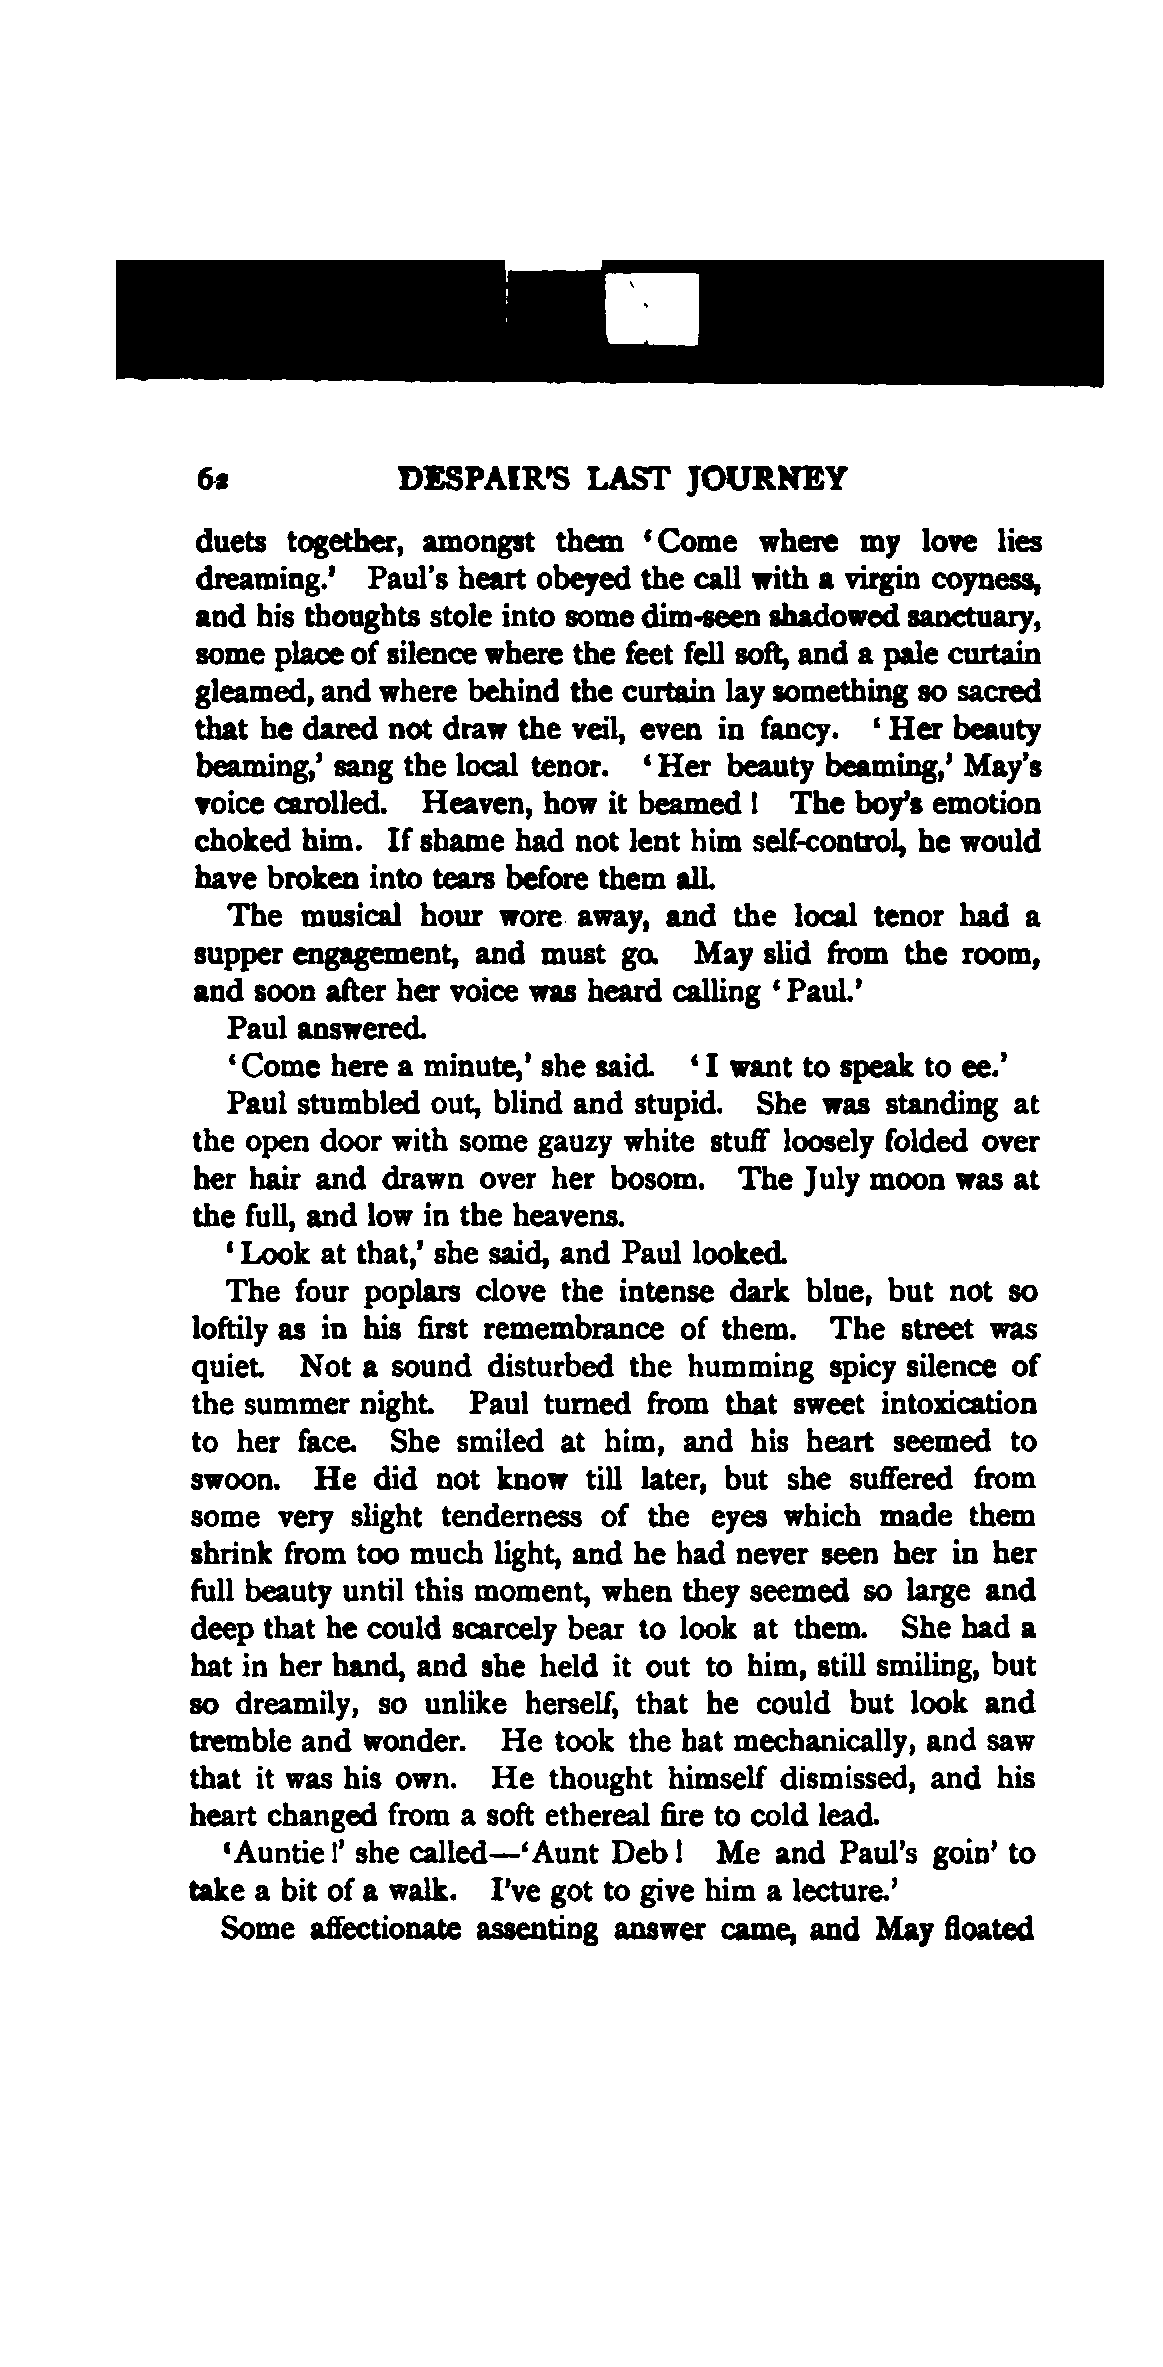 62 DESPAIR'S LAST JOURNEY
duets together, amongst them ‘Come where my love lies
dreaming.’ Paul's heart obeyed the call with a virgin coyness,
and his thoughts stole into some dim-seen shadowed sanctuary,
some place of silence where the feet fell soft, and a pale curtain
gleamed, and where behind the curtain lay something so sacred
that he dared not draw the veil, even in fancy. ‘Her beauty
beaming,’ sang the local tenor. ‘Her beauty beaming,’ May's
voice carolled. Heaven, how it beamed! The boy's emotion
choked him. If shame had not lent him self-control, he would
have broken into tears before them all.
The musical hour wore away, and the local tenor had a
supper engagement, and must go. May slid from the room,
and soon after her voice was heard calling ‘Paul.’
Paul answered.
‘Come here a minute,’ she said. ‘I want to speak to ee.’
Paul stumbled out, blind and stupid. She was standing at
the open door with some gauzy white stuff loosely folded over
her hair and drawn over her bosom. The July moon was at
the full, and low in the heavens.
‘Look at that,’ she said, and Paul looked.
The four poplars clove the intense dark blue, but not so
loftily as in his first remembrance of them. The street was
quiet. Not a sound disturbed the humming spicy silence of
the summer night. Paul turned from that sweet intoxication
to her face. She smiled at him, and his heart seemed to
swoon. He did not know till later, but she suffered from
some very slight tenderness of the eyes which made them
shrink from too much light, and he had never seen her in her
full beauty until this moment, when they seemed so large and
deep that he could scarcely bear to look at them. She had a
hat in her hand, and she held it out to him, still smiling, but
so dreamily, so unlike herself, that he could but look and
tremble and wonder. He took the hat mechanically, and saw
that it was his own. He thought himself dismissed, and his
heart changed from a soft ethereal fire to cold lead.
‘Auntie!’ she called—‘Aunt Deb! Me and Paul's goin’ to
take a bit of a walk. I've got to give him a lecture.’
Some affectionate assenting answer came, and May floated